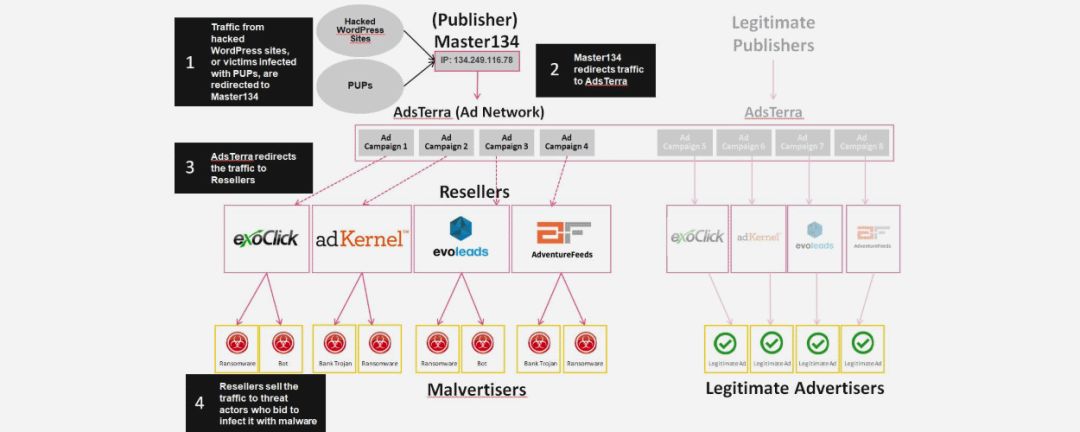 Hacked
WordPress
Sites
PUPs
(Publisher)
Master134
IP: 134.249.116.78
1
Traffic from
hacked
WordPress sites,
or victims infected
with PUPs, are
redirected to
Master134
2
Master134
redirects traffic
to AdsTerra
Legitimate
Publishers
AdsTerra (Ad Network)
AdsTerra
Ad
Campaign 1
Ad
Campaign 2
Ad
Campaign 3
Ad
Campaign 4
Ad
Campaign 5
Ad
Campaign 6
Ad
Campaign 7
Ad
Campaign 8
3
AdsTerra redirects
the traffic to
Resellers
Resellers
exoClick
adKernel™
evoleads
AF
AdventureFeeds
exoClick
adKernel™
evoleads
AF
AdventureFeeds
Ransomware
Bot
Bank Trojan
Ransomware
Ransomware
Bot
Bank Trojan
Ransomware
Legitimate Ad
Legitimate Ad
Legitimate Ad
Legitimate Ad
4
Resellers sell the
traffic to threat
actors who bid to
infect it with malware
Malvertisers
Legitimate Advertisers